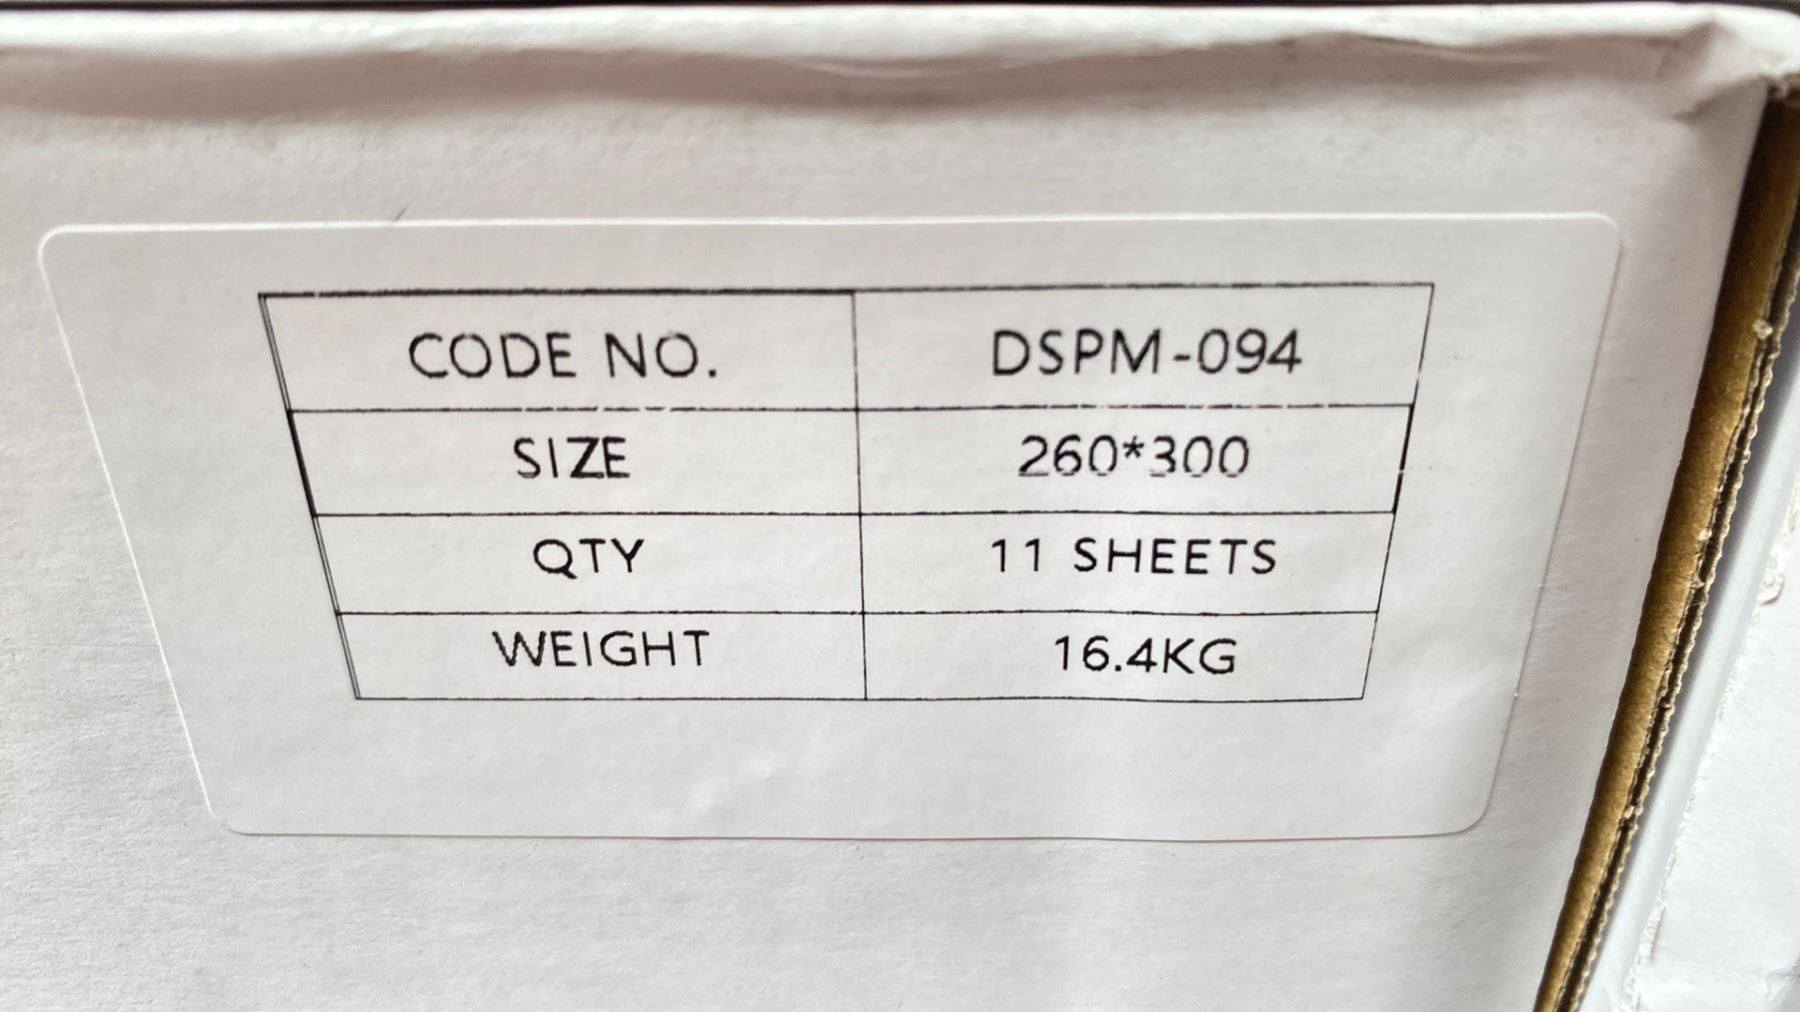 CODE NO. DSPM-094
SIZE 260*300
QTY 11 SHEETS
WEIGHT 16.4KG